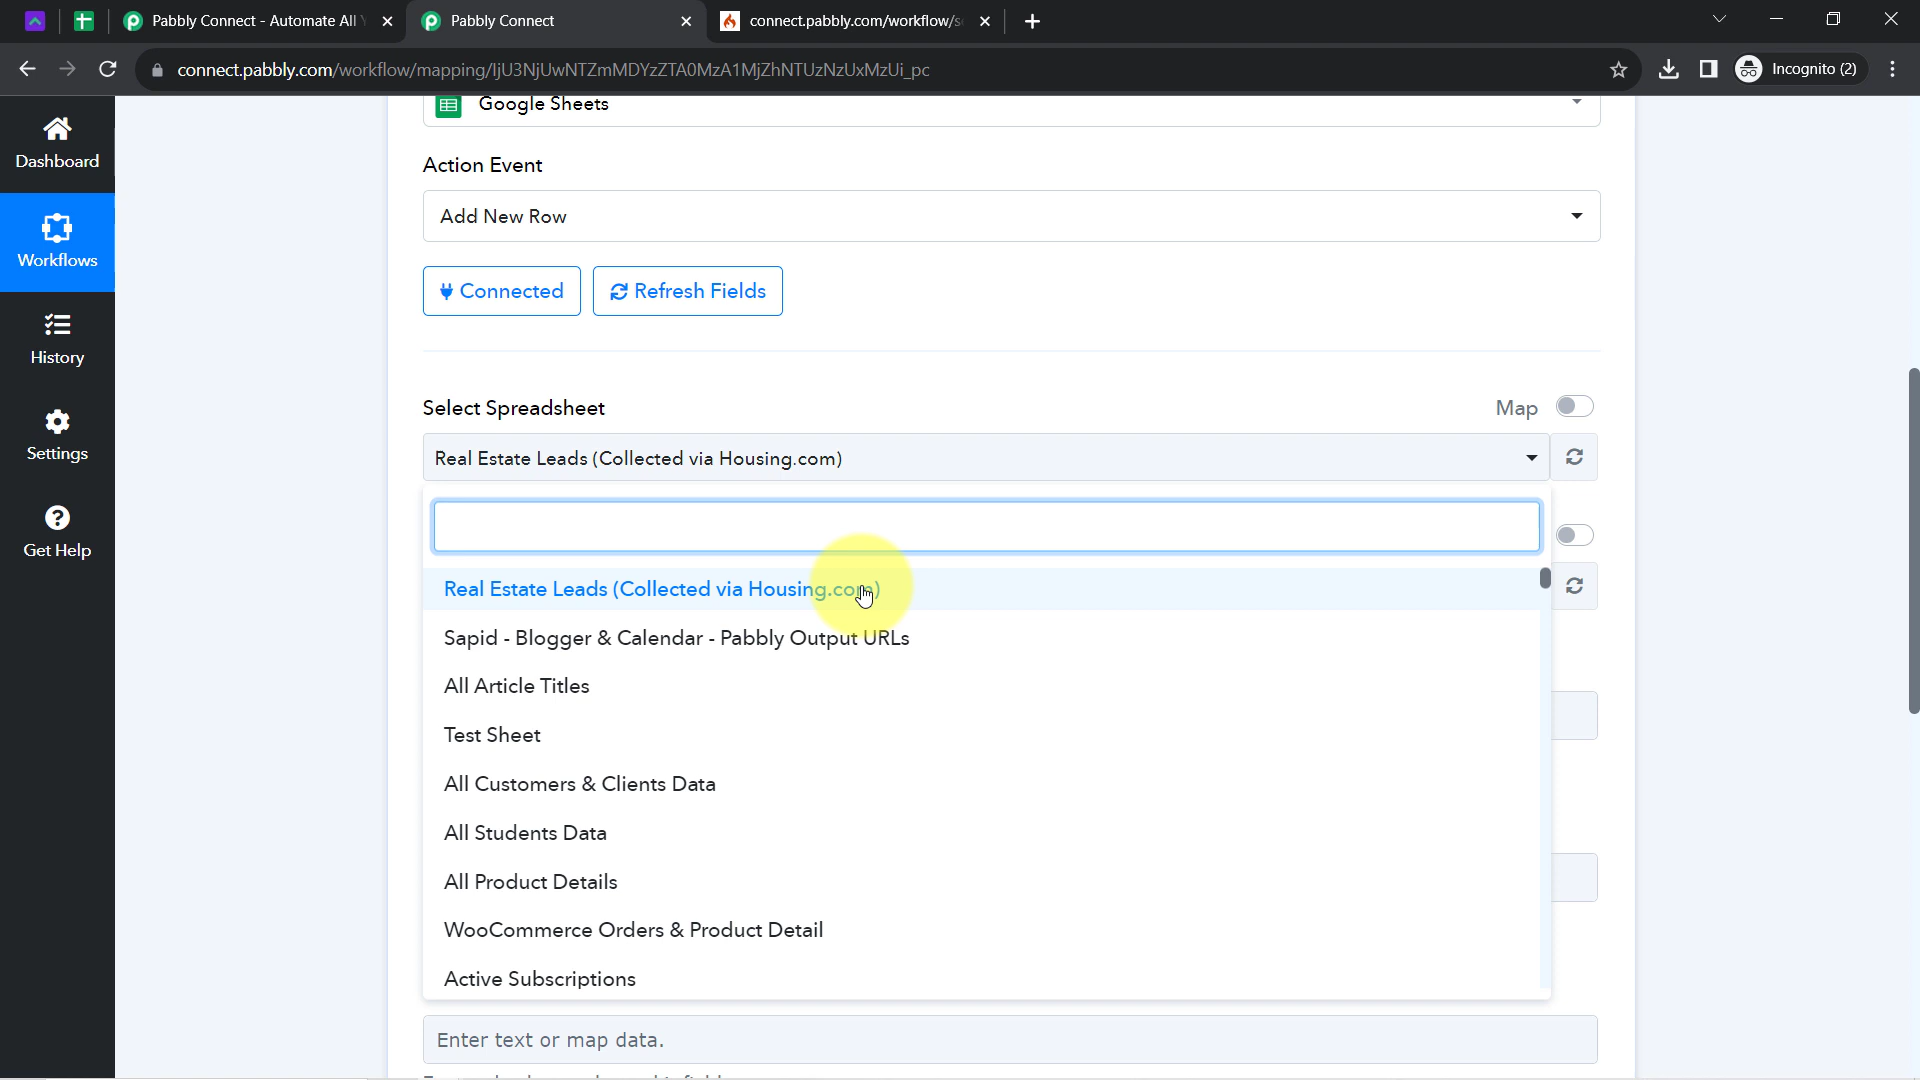 Pabbly Connect - Automate All
Pabbly Connect
connect.pabbly.com/workflow/s
connect.pabbly.com/workflow/mapping/IjU3NjUwNTZmMDYzZTA0MzA1MjZhNTUzNzUxMzUi_pc
Incognito (2)
Dashboard
Workflows
History
Settings
Get Help
Google Sheets
Action Event
Add New Row
Connected
Refresh Fields
Select Spreadsheet
Map
Real Estate Leads (Collected via Housing.com)
Real Estate Leads (Collected via Housing.com)
Sapid - Blogger & Calendar - Pabbly Output URLs
All Article Titles
Test Sheet
All Customers & Clients Data
All Students Data
All Product Details
WooCommerce Orders & Product Detail
Active Subscriptions
Enter text or map data.